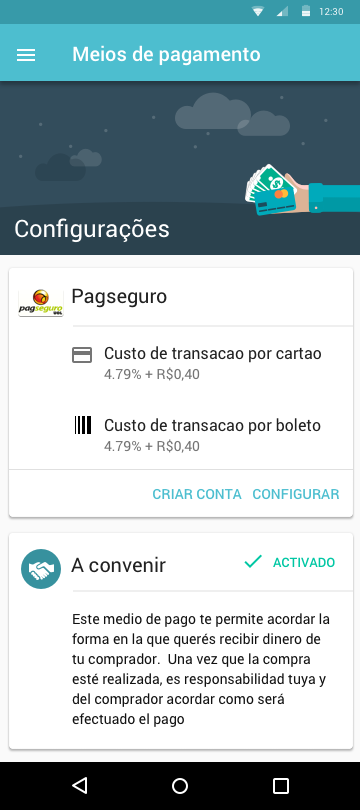 12:30
Meios de pagamento
Configurações
pagseguro
UOL
Pagseguro
Custo de transacao por cartao
4.79% + R$0,40
Custo de transacao por boleto
4.79% + R$0,40
CRIAR CONTA CONFIGURAR
A convenir
ACTIVADO
Este medio de pago te permite acordar la
forma en la que querés recibir dinero de
tu comprador. Una vez que la compra
esté realizada, es responsabilidad tuya y
del comprador acordar como será
efectuado el pago